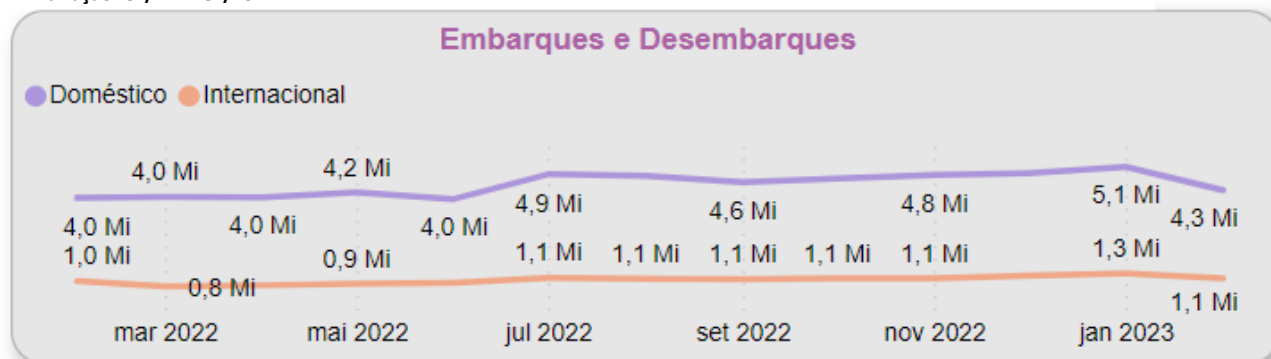 Embarques e Desembarques
Doméstico Internacional
4,0 Mi 4,2 Mi
4,9 Mi 4,6 Mi 4,8 Mi 5,1 Mi
4,0 Mi 4,0 Mi 4,0 Mi 4,3 Mi
1,0 Mi 0,9 Mi 1,1 Mi 1,1 Mi 1,1 Mi 1,1 Mi 1,1 Mi 1,3 Mi
0,8 Mi 1,1 Mi
mar 2022 mai 2022 jul 2022 set 2022 nov 2022 jan 2023